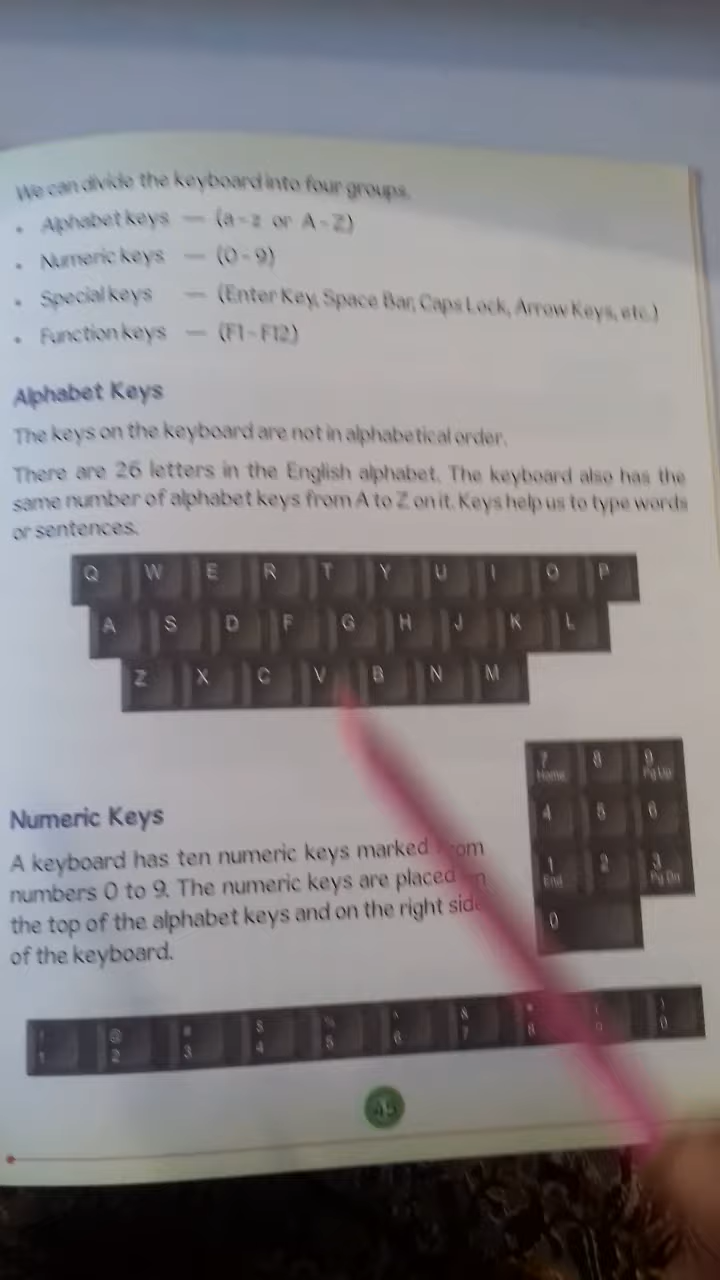 We can divide the keyboard into four groups.
• Alphabet keys — (a-z or A-Z)
• Numeric keys — (0-9)
• Special keys — (Enter Key, Space Bar, Caps Lock, Arrow Keys, etc.)
• Function keys — (F1-F12)
Alphabet Keys
The keys on the keyboard are not in alphabetical order.
There are 26 letters in the English alphabet. The keyboard also has the
same number of alphabet keys from A to Z on it. Keys help us to type words
or sentences.
Q W E R T Y U I O P
A S D F G H J K L
Z X C V B N M
7 8 9
Home PgUp
4 5 6
1 2 3
End PgDn
0
Numeric Keys
A keyboard has ten numeric keys marked
numbers 0 to 9. The numeric keys are placed
the top of the alphabet keys and on the right
of the keyboard.
! @ # $ % ^ & * ( )
1 2 3 4 5 6 7 8 9 0
45